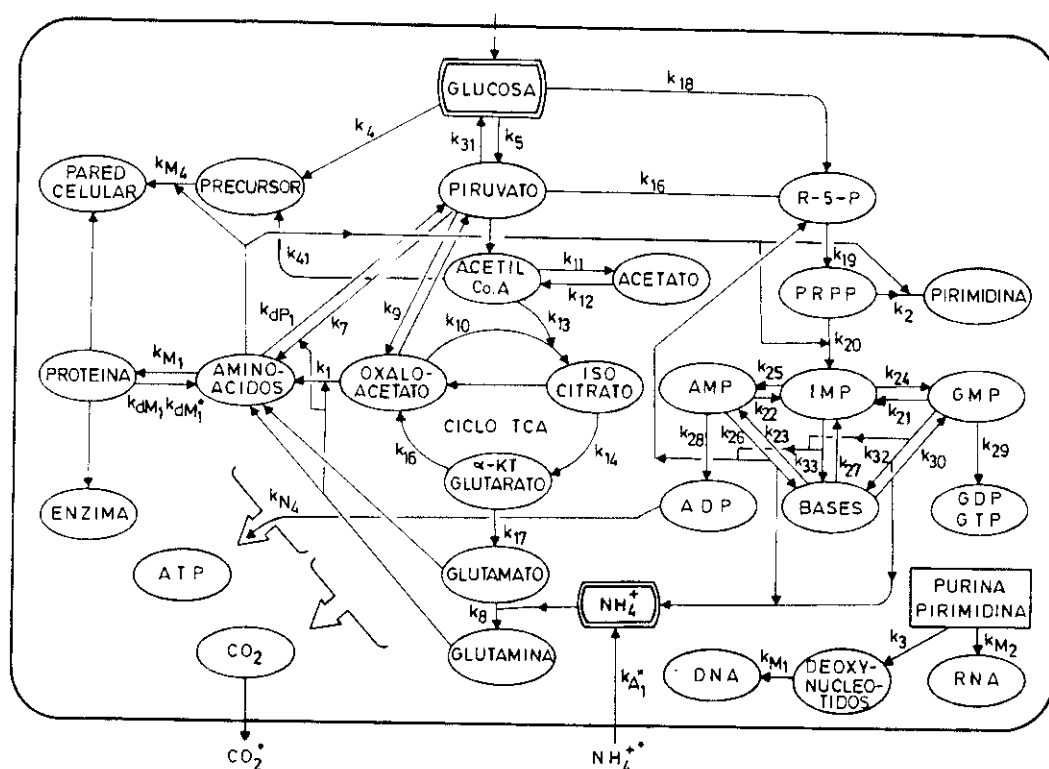 GLUCOSA
k18
k4
k31
k5
PARED
CELULAR
kM4
PRECURSOR
PIRUVATO
k16
R-5-P
k41
ACETIL
Co.A
k11
k12
ACETATO
k19
PRPP
k2
PIRIMIDINA
kdP1
k7
k9
k10
k13
k20
PROTEINA
kM1
kdM1 kdM1*
AMINO-
ACIDOS
k1
OXALO-
ACETATO
ISO
CITRATO
AMP
k25
k22
IMP
k24
k21
GMP
CICLO TCA
k16
k14
α-KT
GLUTARATO
k28
k26
k23
k33
k27
k32
k30
k29
ENZIMA
kN4
ADP
BASES
GDP
GTP
k17
ATP
GLUTAMATO
k8
NH4+
PURINA
PIRIMIDINA
CO2
GLUTAMINA
kA1*
DNA
kM1
DEOXY-
NUCLEO-
TIDOS
k3
kM2
RNA
CO2*
NH4+*